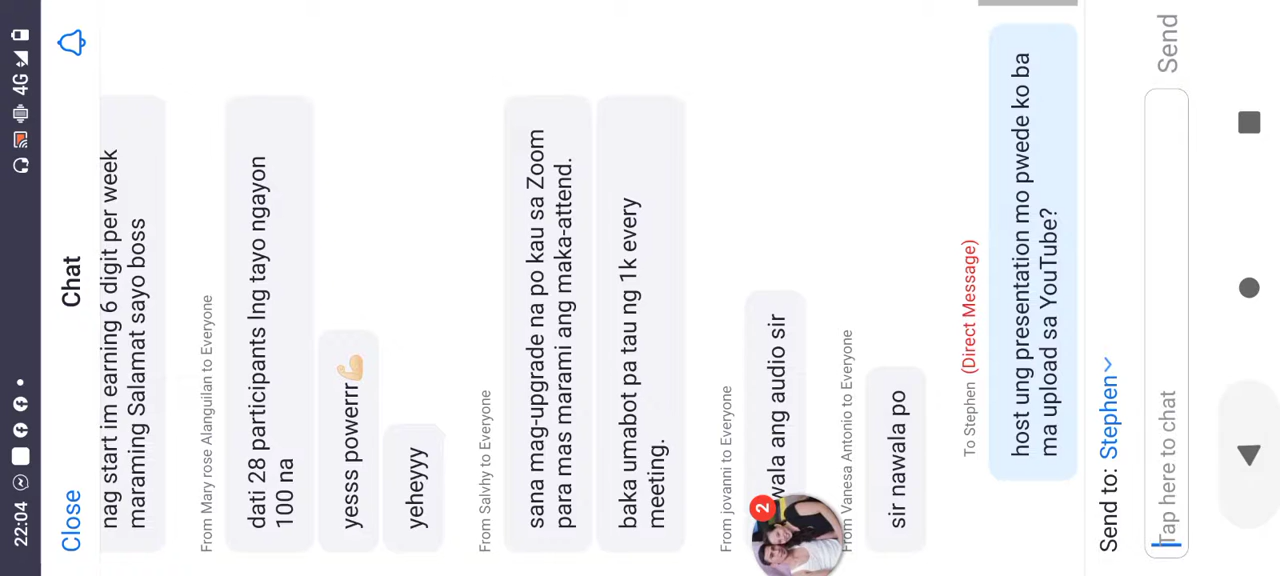 22:04
4G
Close
Chat
nag start im earning 6 digit per week
maraming Salamat sayo boss
From Mary rose Alanguilan to Everyone
dati 28 participants lng tayo ngayon
100 na
yesss powerrr💪🏻
yeheyyy
From Salvhy to Everyone
sana mag-upgrade na po kau sa Zoom
para mas marami ang maka-attend.
baka umabot pa tau ng 1k every
meeting.
From jovanni to Everyone
wala ang audio sir
2
From Vanesa Antonio to Everyone
sir nawala po
To Stephen (Direct Message)
host ung presentation mo pwede ko ba
ma upload sa YouTube?
Send to: Stephen
Tap here to chat
Send